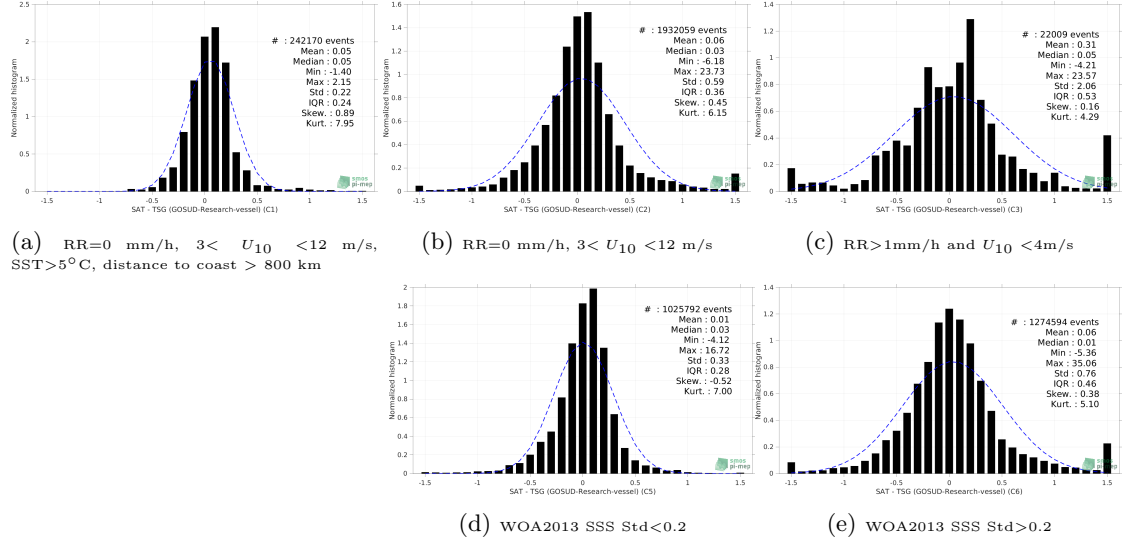 2.5
2
1.5
1
0.5
0
Normalized histogram
# : 242170 events
Mean : 0.05
Median : 0.05
Min : -1.40
Max : 2.15
Std : 0.22
IQR : 0.24
Skew. : 0.89
Kurt. : 7.95
smos
pi-mep
-1.5 -1 -0.5 0 0.5 1 1.5
SAT - TSG (GOSUD-Research-vessel) (C1)
(a) RR=0 mm/h, 3< U10 <12 m/s,
SST>5°C, distance to coast > 800 km
1.6
1.4
1.2
1
0.8
0.6
0.4
0.2
0
Normalized histogram
# : 1932059 events
Mean : 0.06
Median : 0.03
Min : -6.18
Max : 23.73
Std : 0.59
IQR : 0.36
Skew. : 0.45
Kurt. : 6.15
smos
pi-mep
-1.5 -1 -0.5 0 0.5 1 1.5
SAT - TSG (GOSUD-Research-vessel) (C2)
(b) RR=0 mm/h, 3< U10 <12 m/s
1.4
1.2
1
0.8
0.6
0.4
0.2
0
Normalized histogram
# : 22009 events
Mean : 0.31
Median : 0.05
Min : -4.21
Max : 23.57
Std : 2.06
IQR : 0.53
Skew. : 0.16
Kurt. : 4.29
smos
pi-mep
-1.5 -1 -0.5 0 0.5 1 1.5
SAT - TSG (GOSUD-Research-vessel) (C3)
(c) RR>1mm/h and U10 <4m/s
2
1.8
1.6
1.4
1.2
1
0.8
0.6
0.4
0.2
0
Normalized histogram
# : 1025792 events
Mean : 0.01
Median : 0.03
Min : -4.12
Max : 16.72
Std : 0.33
IQR : 0.28
Skew. : -0.52
Kurt. : 7.00
smos
pi-mep
-1.5 -1 -0.5 0 0.5 1 1.5
SAT - TSG (GOSUD-Research-vessel) (C5)
(d) WOA2013 SSS Std<0.2
1.4
1.2
1
0.8
0.6
0.4
0.2
0
Normalized histogram
# : 1274594 events
Mean : 0.06
Median : 0.01
Min : -5.36
Max : 35.06
Std : 0.76
IQR : 0.46
Skew. : 0.38
Kurt. : 5.10
smos
pi-mep
-1.5 -1 -0.5 0 0.5 1 1.5
SAT - TSG (GOSUD-Research-vessel) (C6)
(e) WOA2013 SSS Std>0.2